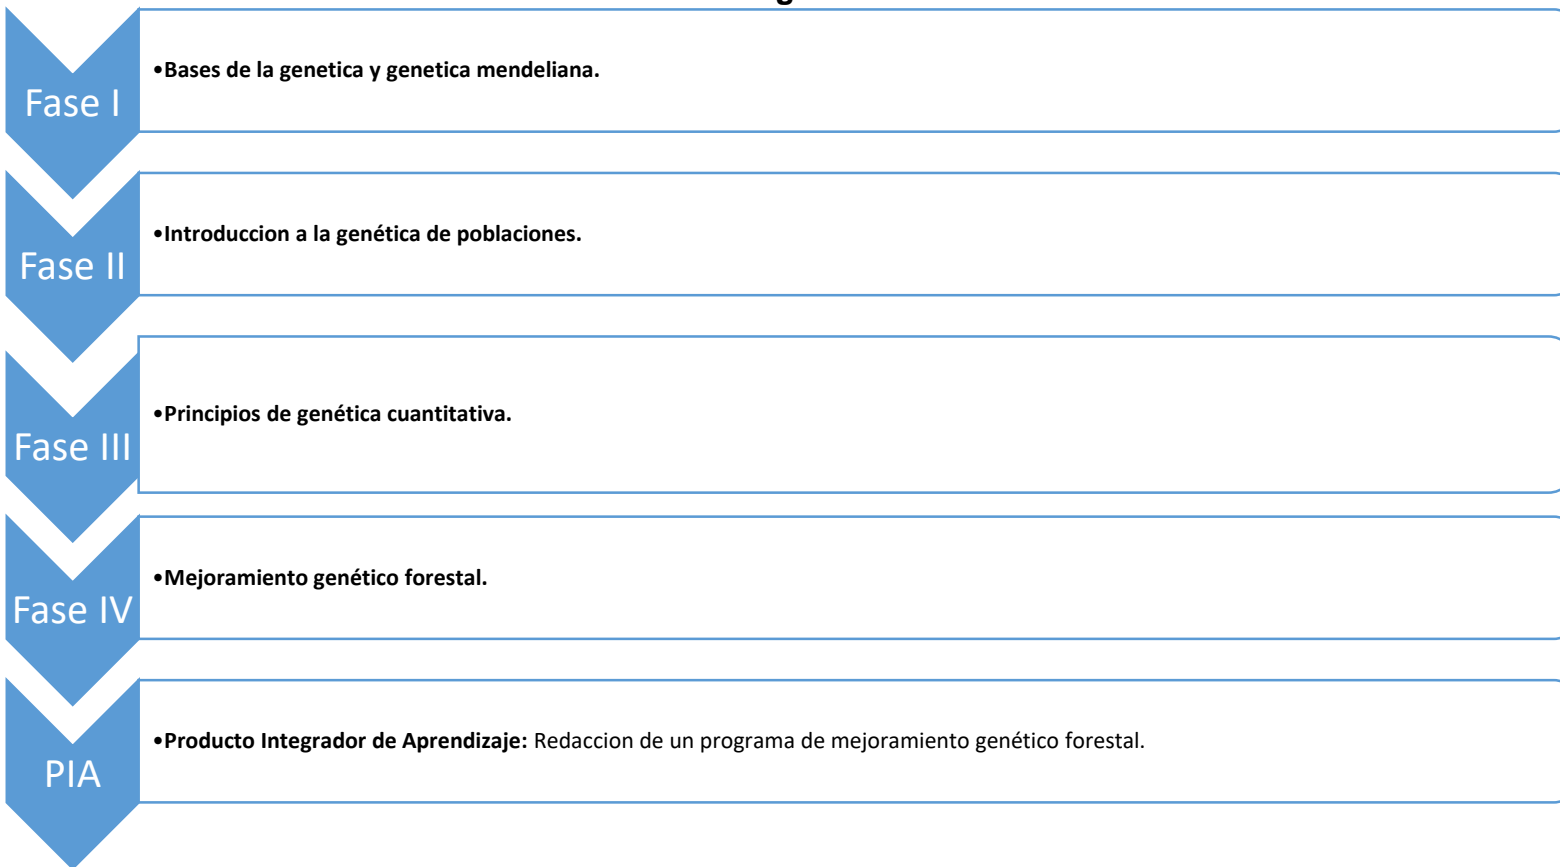 Fase I
•Bases de la genetica y genetica mendeliana.
Fase II
•Introduccion a la genética de poblaciones.
Fase III
•Principios de genética cuantitativa.
Fase IV
•Mejoramiento genético forestal.
PIA
•Producto Integrador de Aprendizaje: Redaccion de un programa de mejoramiento genético forestal.